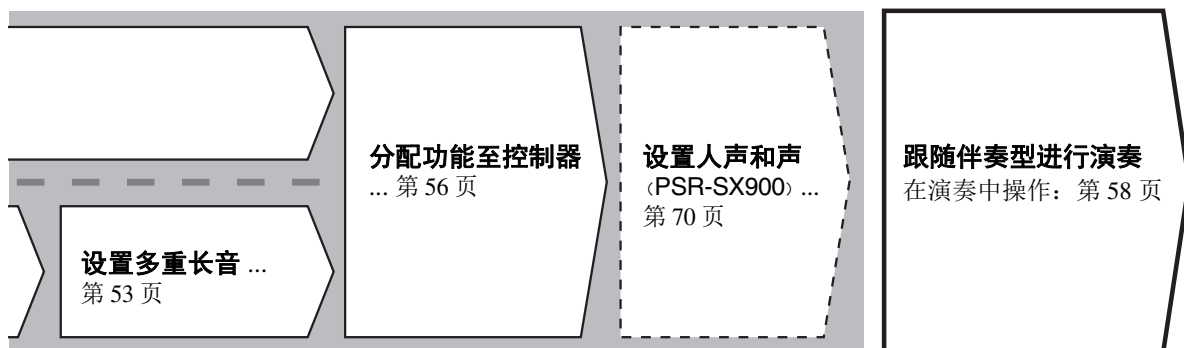 设置多重长音 ...
第 53 页
分配功能至控制器
... 第 56 页
设置人声和声
（PSR-SX900）...
第 70 页
跟随伴奏型进行演奏
在演奏中操作：第 58 页